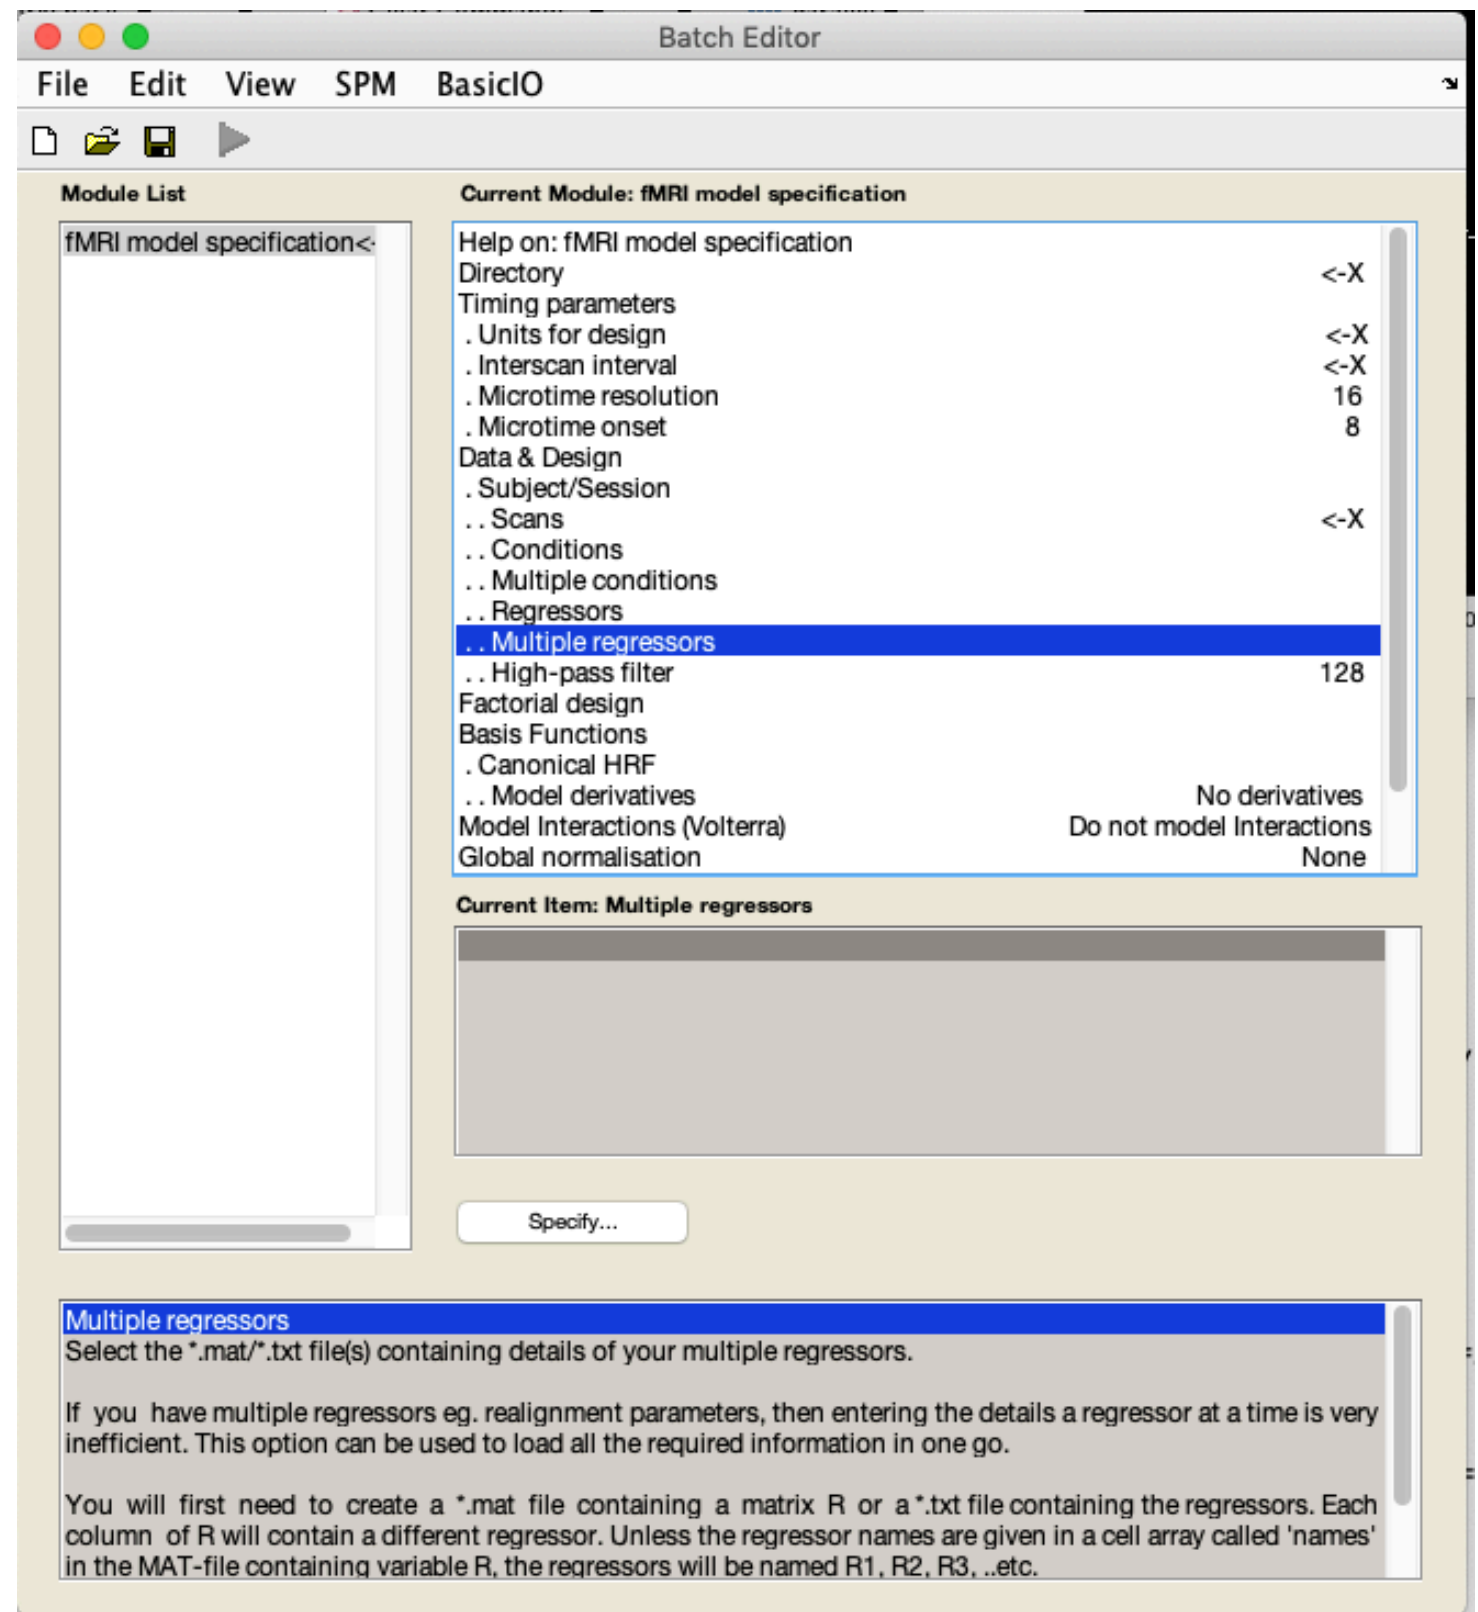 Batch Editor
File Edit View SPM BasicIO
Module List
Current Module: fMRI model specification
fMRI model specification<-
Help on: fMRI model specification
Directory <-X
Timing parameters
. Units for design <-X
. Interscan interval <-X
. Microtime resolution 16
. Microtime onset 8
Data & Design
. Subject/Session
. . Scans <-X
. . Conditions
. . Multiple conditions
. . Regressors
. . Multiple regressors
. . High-pass filter 128
Factorial design
Basis Functions
. Canonical HRF
. . Model derivatives No derivatives
Model Interactions (Volterra) Do not model Interactions
Global normalisation None
Current Item: Multiple regressors
Specify...
Multiple regressors
Select the *.mat/*.txt file(s) containing details of your multiple regressors.
If you have multiple regressors eg. realignment parameters, then entering the details a regressor at a time is very
inefficient. This option can be used to load all the required information in one go.
You will first need to create a *.mat file containing a matrix R or a *.txt file containing the regressors. Each
column of R will contain a different regressor. Unless the regressor names are given in a cell array called 'names'
in the MAT-file containing variable R, the regressors will be named R1, R2, R3, ..etc.